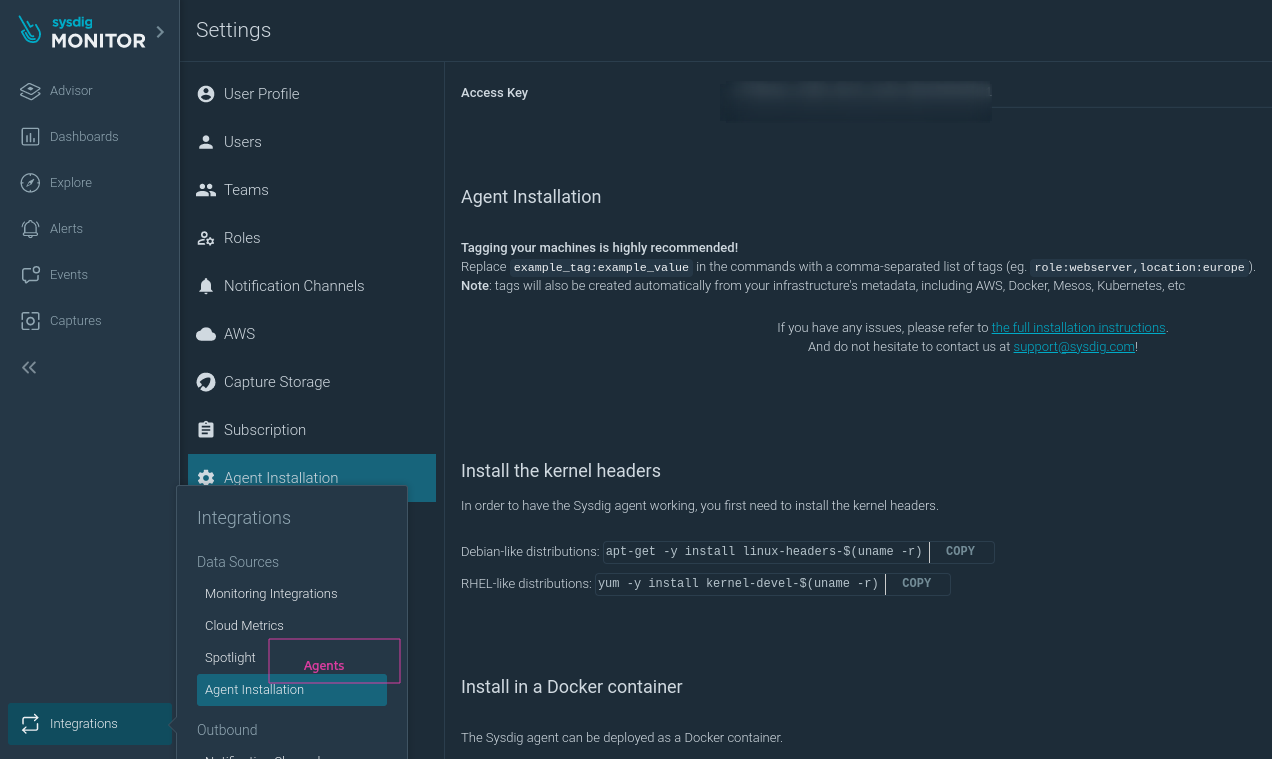 sysdig
MONITOR
Advisor
Dashboards
Explore
Alerts
Events
Captures
Integrations
Settings
User Profile
Users
Teams
Roles
Notification Channels
AWS
Capture Storage
Subscription
Agent Installation
Integrations
Data Sources
Monitoring Integrations
Cloud Metrics
Spotlight
Agents
Agent Installation
Outbound
Access Key
Agent Installation
Tagging your machines is highly recommended!
Replace example_tag:example_value in the commands with a comma-separated list of tags (eg. role:webserver,location:europe ).
Note: tags will also be created automatically from your infrastructure's metadata, including AWS, Docker, Mesos, Kubernetes, etc
If you have any issues, please refer to the full installation instructions.
And do not hesitate to contact us at support@sysdig.com!
Install the kernel headers
In order to have the Sysdig agent working, you first need to install the kernel headers.
Debian-like distributions: apt-get -y install linux-headers-$(uname -r) COPY
RHEL-like distributions: yum -y install kernel-devel-$(uname -r) COPY
Install in a Docker container
The Sysdig agent can be deployed as a Docker container.